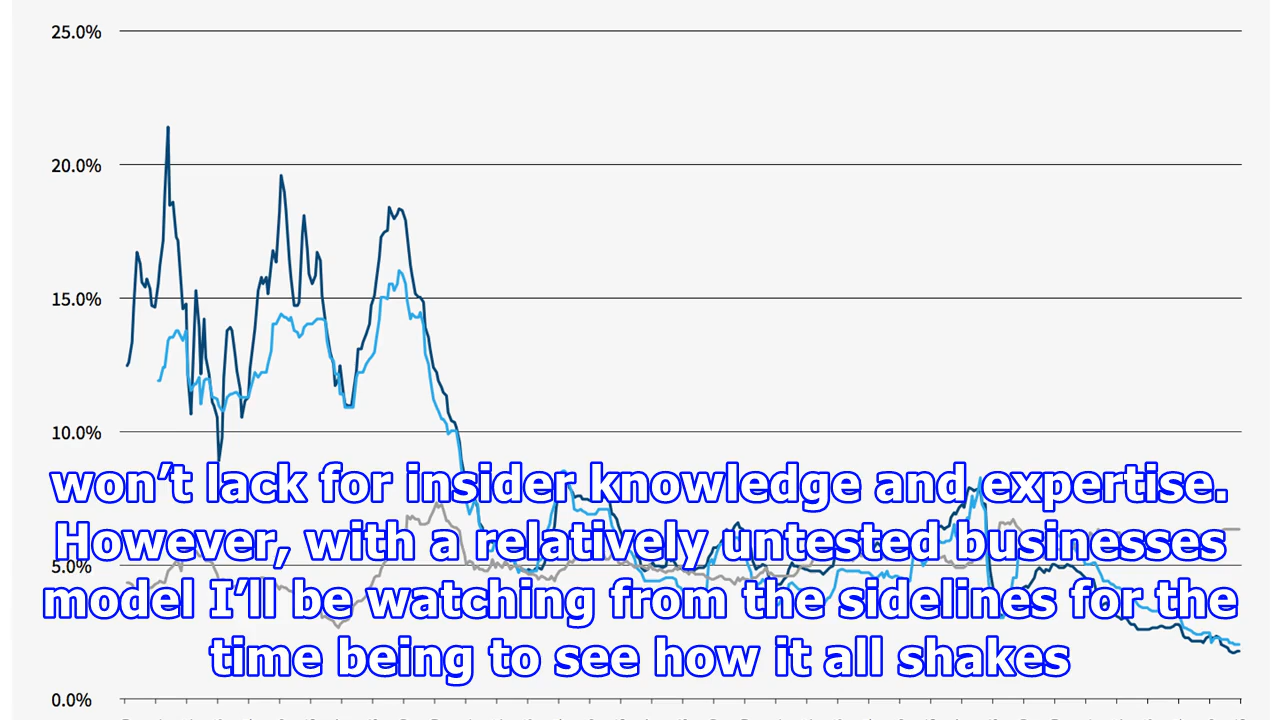 25.0%
20.0%
15.0%
10.0%
won’t lack for insider knowledge and expertise.
However, with a relatively untested businesses
5.0%
model I’ll be watching from the sidelines for the
time being to see how it all shakes
0.0%